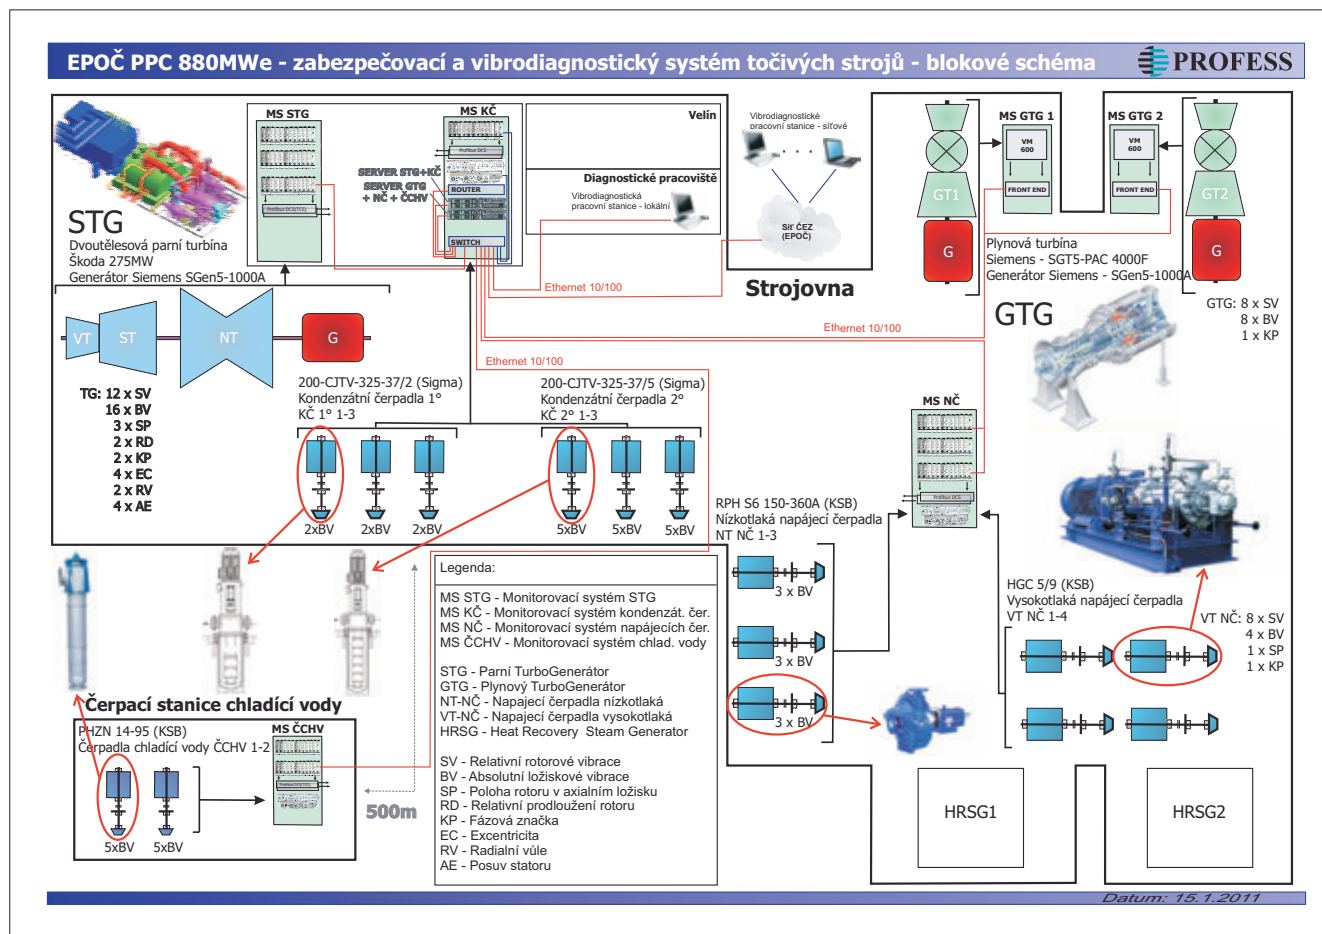 EPOČ PPC 880MWe - zabezpečovací a vibrodiagnostický systém točivých strojů - blokové schéma
PROFESS
MS STG
Profibus DCS(TCS)
MS KČ
Profibus DCS
SERVER STG+KČ
SERVER GTG
+ NČ + ČCHV
ROUTER
SWITCH
Velín
Diagnostické pracoviště
Vibrodiagnostická
pracovní stanice - lokální
Vibrodiagnostické
pracovní stanice - síťové
Síť ČEZ
(EPOČ)
Strojovna
STG
Dvoutělesová parní turbína
Škoda 275MW
Generátor Siemens SGen5-1000A
VT
ST
NT
G
TG: 12 x SV
16 x BV
3 x SP
2 x RD
2 x KP
4 x EC
2 x RV
4 x AE
Ethernet 10/100
Ethernet 10/100
Ethernet 10/100
GT1
G
MS GTG 1
VM
600
FRONT END
MS GTG 2
VM
600
FRONT END
GT2
G
Plynová turbína
Siemens - SGT5-PAC 4000F
Generátor Siemens - SGen5-1000A
GTG
GTG: 8 x SV
8 x BV
1 x KP
200-CJTV-325-37/2 (Sigma)
Kondenzátní čerpadla 1°
KČ 1° 1-3
2xBV
2xBV
2xBV
200-CJTV-325-37/5 (Sigma)
Kondenzátní čerpadla 2°
KČ 2° 1-3
5xBV
5xBV
5xBV
MS NČ
Profibus DCS
RPH S6 150-360A (KSB)
Nízkotlaká napájecí čerpadla
NT NČ 1-3
3 x BV
3 x BV
3 x BV
HGC 5/9 (KSB)
Vysokotlaká napájecí čerpadla
VT NČ 1-4
VT NČ: 8 x SV
4 x BV
1 x SP
1 x KP
Čerpací stanice chladící vody
PHZN 14-95 (KSB)
Čerpadla chladící vody ČCHV 1-2
MS ČCHV
5xBV
5xBV
500m
Legenda:
MS STG - Monitorovací systém STG
MS KČ - Monitorovací systém kondenzát. čer.
MS NČ - Monitorovací systém napájecích čer.
MS ČCHV - Monitorovací systém chlad. vody
STG - Parní TurboGenerátor
GTG - Plynový TurboGenerátor
NT-NČ - Napajecí čerpadla nízkotlaká
VT-NČ - Napajecí čerpadla vysokotlaká
HRSG - Heat Recovery Steam Generator
SV - Relativní rotorové vibrace
BV - Absolutní ložiskové vibrace
SP - Poloha rotoru v axialním ložisku
RD - Relativní prodloužení rotoru
KP - Fázová značka
EC - Excentricita
RV - Radialní vůle
AE - Posuv statoru
HRSG1
HRSG2
Datum: 15.1.2011